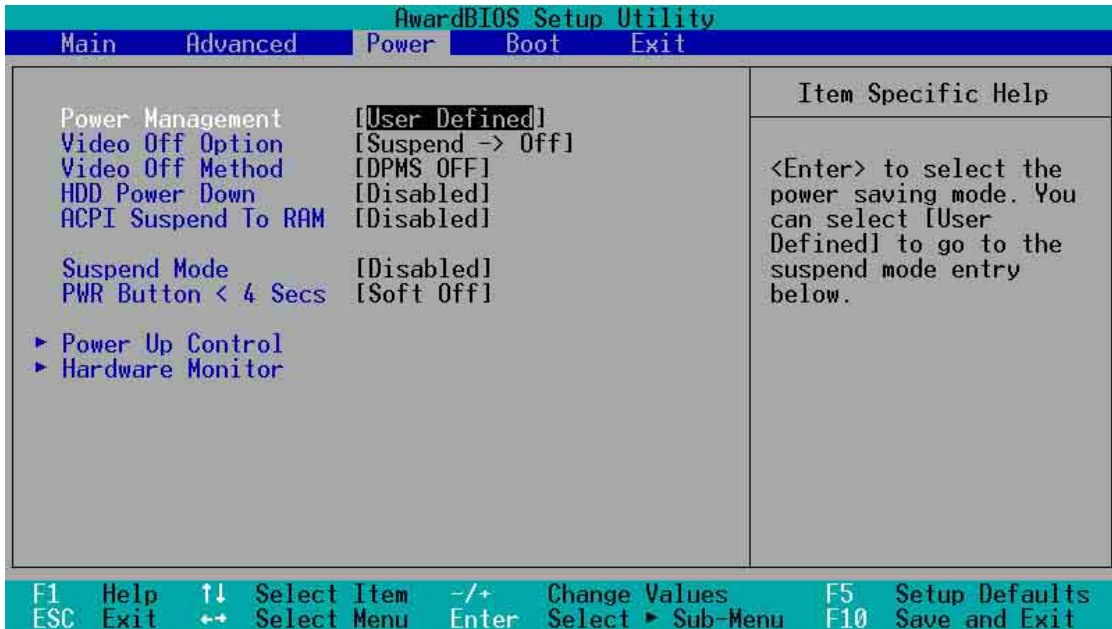 AwardBIOS Setup Utility
Main Advanced Power Boot Exit
Power Management [User Defined]
Video Off Option [Suspend -> Off]
Video Off Method [DPMS OFF]
HDD Power Down [Disabled]
ACPI Suspend To RAM [Disabled]
Suspend Mode [Disabled]
PWR Button < 4 Secs [Soft Off]
► Power Up Control
► Hardware Monitor
Item Specific Help
<Enter> to select the
power saving mode. You
can select [User
Defined] to go to the
suspend mode entry
below.
F1 Help ↑↓ Select Item -/+ Change Values F5 Setup Defaults
ESC Exit ←→ Select Menu Enter Select ► Sub-Menu F10 Save and Exit